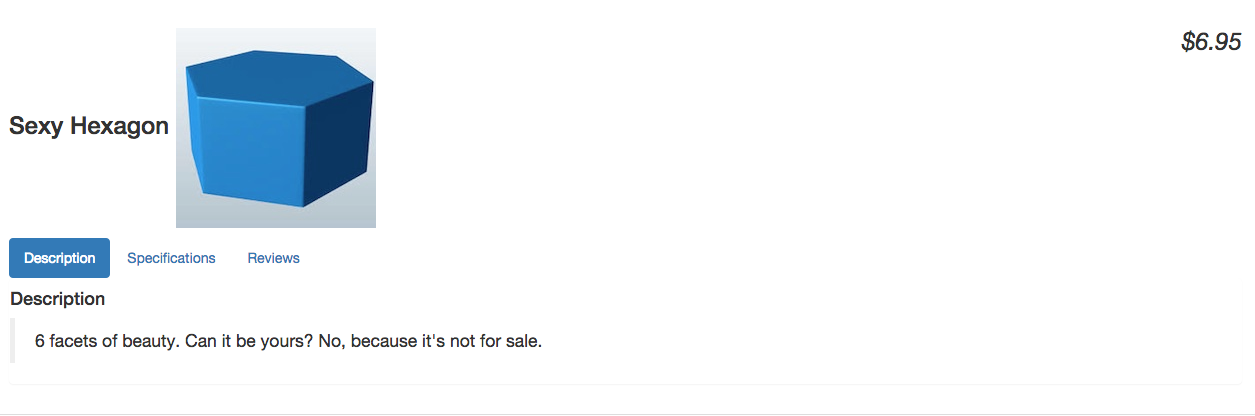 $6.95
Sexy Hexagon
Description Specifications Reviews
Description
6 facets of beauty. Can it be yours? No, because it's not for sale.